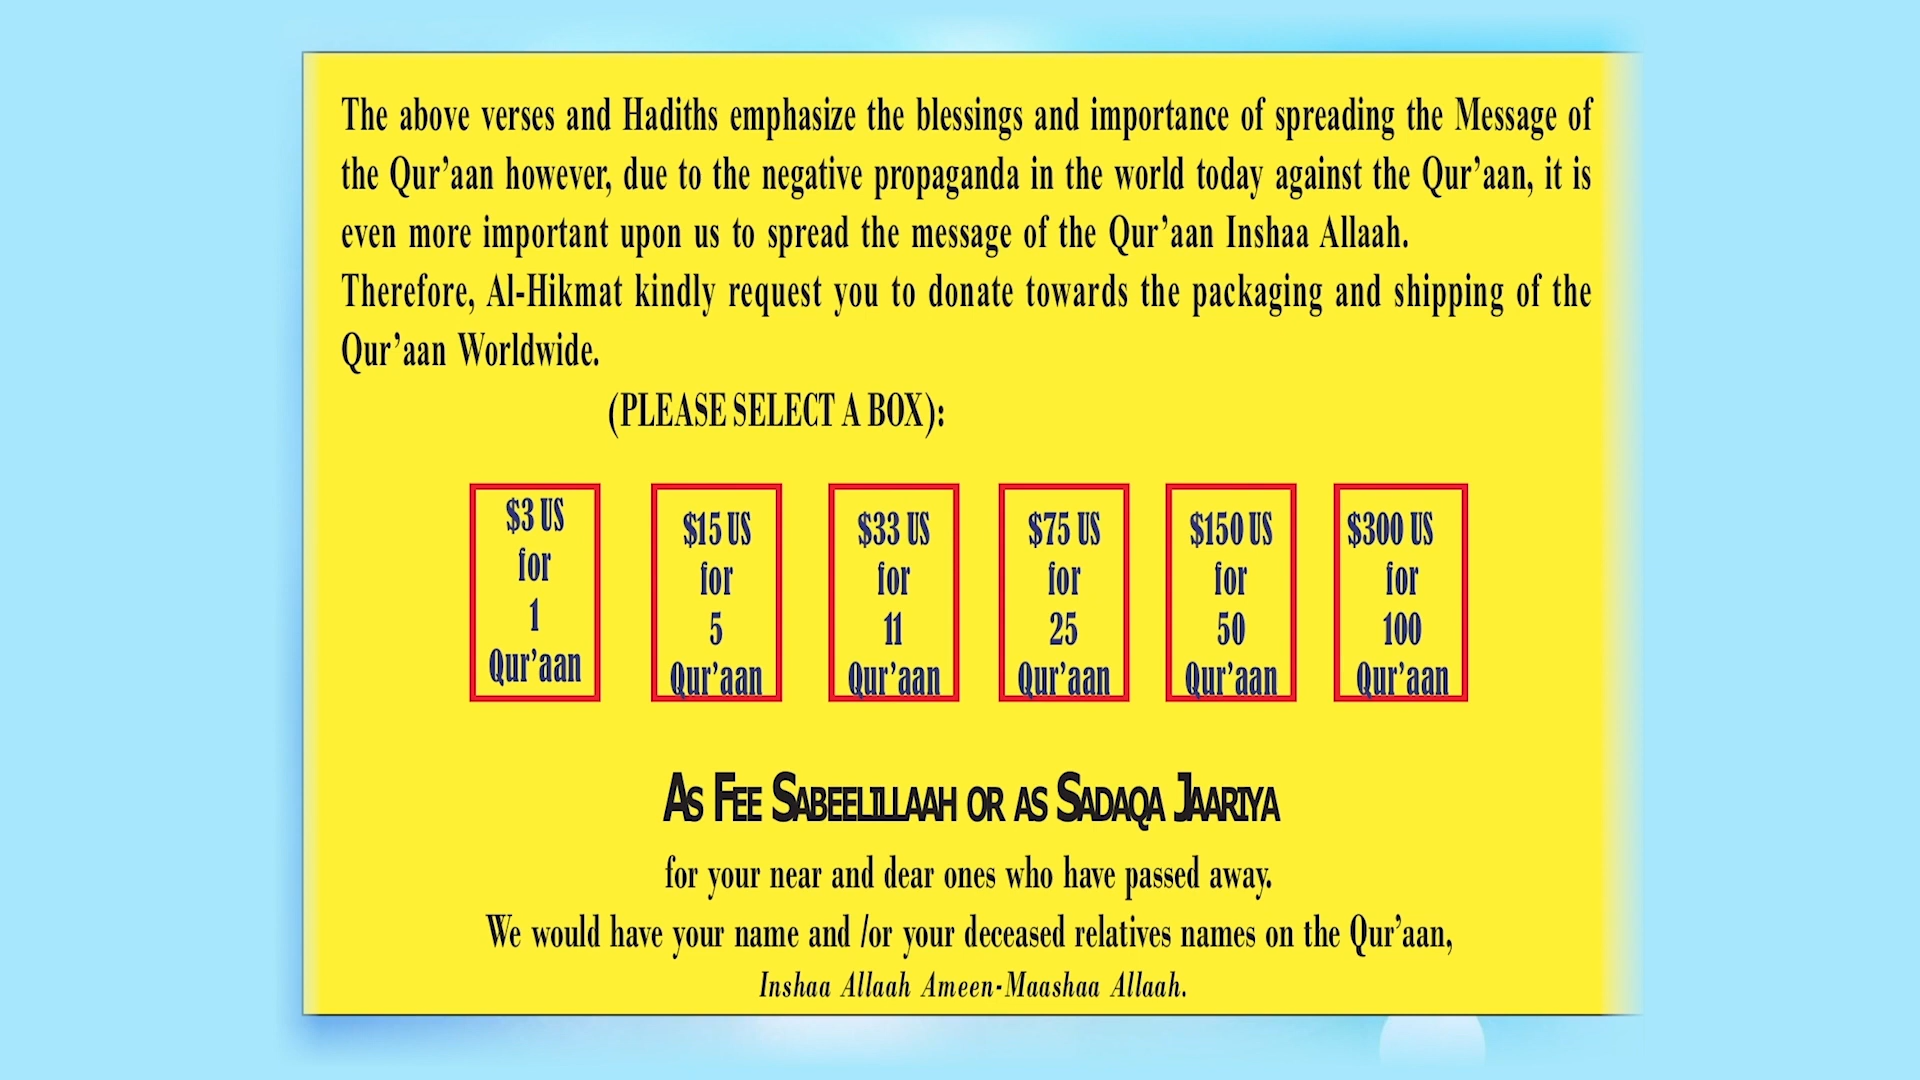 The above verses and Hadiths emphasize the blessings and importance of spreading the Message of
the Qur’aan however, due to the negative propaganda in the world today against the Qur’aan, it is
even more important upon us to spread the message of the Qur’aan Inshaa Allaah.
Therefore, Al-Hikmat kindly request you to donate towards the packaging and shipping of the
Qur’aan Worldwide.
(PLEASE SELECT A BOX):
$3 US
for
1
Qur’aan
$15 US
for
5
Qur’aan
$33 US
for
11
Qur’aan
$75 US
for
25
Qur’aan
$150 US
for
50
Qur’aan
$300 US
for
100
Qur’aan
As Fee Sabeelillaah or as Sadaqa Jaariya
for your near and dear ones who have passed away.
We would have your name and /or your deceased relatives names on the Qur’aan,
Inshaa Allaah Ameen-Maashaa Allaah.